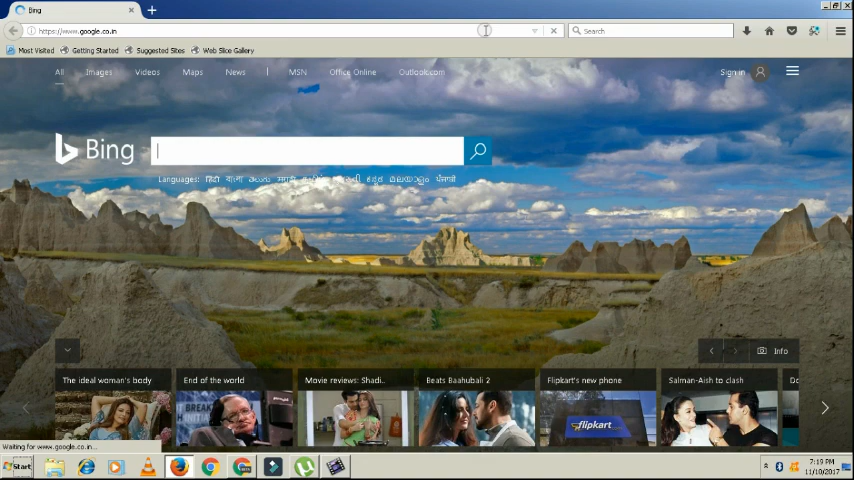 Bing
https://www.google.co.in
Search
Most Visited Getting Started Suggested Sites Web Slice Gallery
All Images Videos Maps News | MSN Office Online Outlook.com
Sign in
Bing
Languages: हिंदी বাংলা తెలుగు मराठी ಕನ್ನಡ മലയാളം ਪੰਜਾਬੀ
Info
The ideal woman's body End of the world Movie reviews: Shadi... Beats Baahubali 2 Flipkart's new phone Salman-Aish to clash
flipkart
Waiting for www.google.co.in...
Start
7:19 PM
11/10/2017